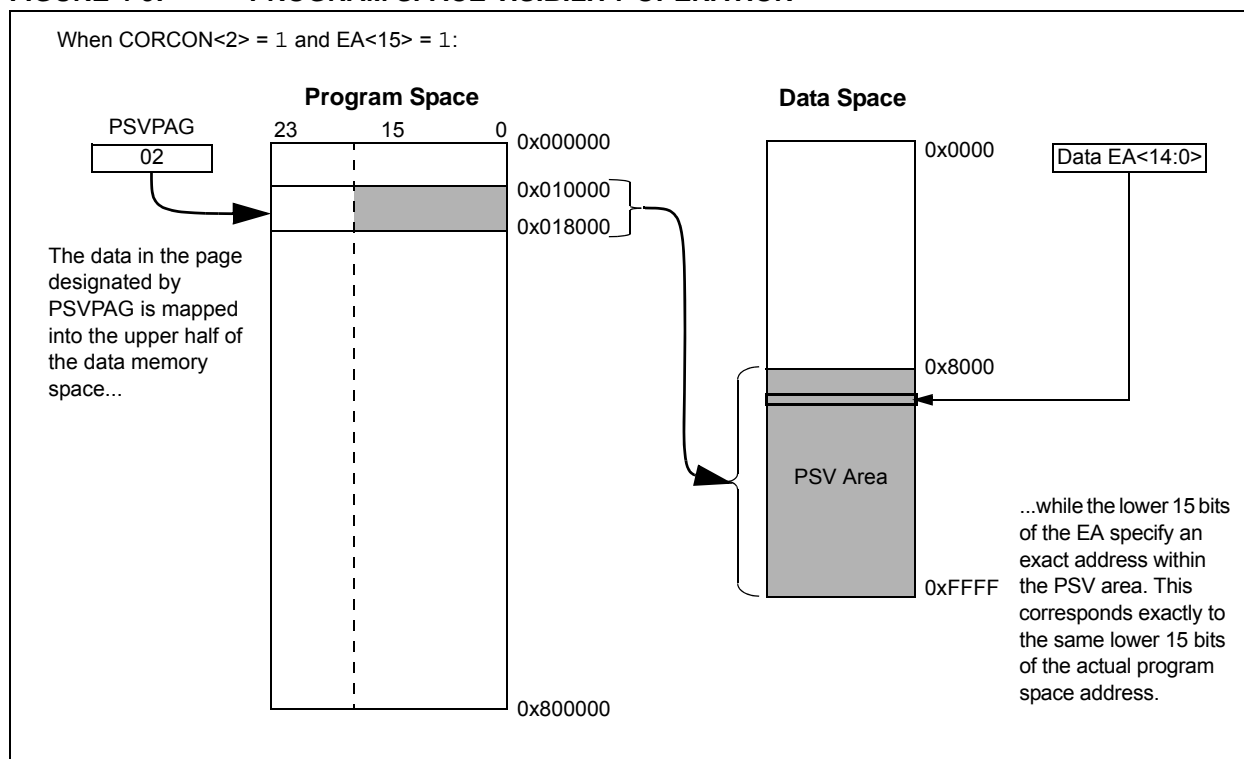 When CORCON<2> = 1 and EA<15> = 1:
Program Space
Data Space
PSVPAG
02
23 15 0
0x000000
0x010000
0x018000
0x800000
The data in the page
designated by
PSVPAG is mapped
into the upper half of
the data memory
space...
0x0000
0x8000
0xFFFF
PSV Area
Data EA<14:0>
...while the lower 15 bits
of the EA specify an
exact address within
the PSV area. This
corresponds exactly to
the same lower 15 bits
of the actual program
space address.